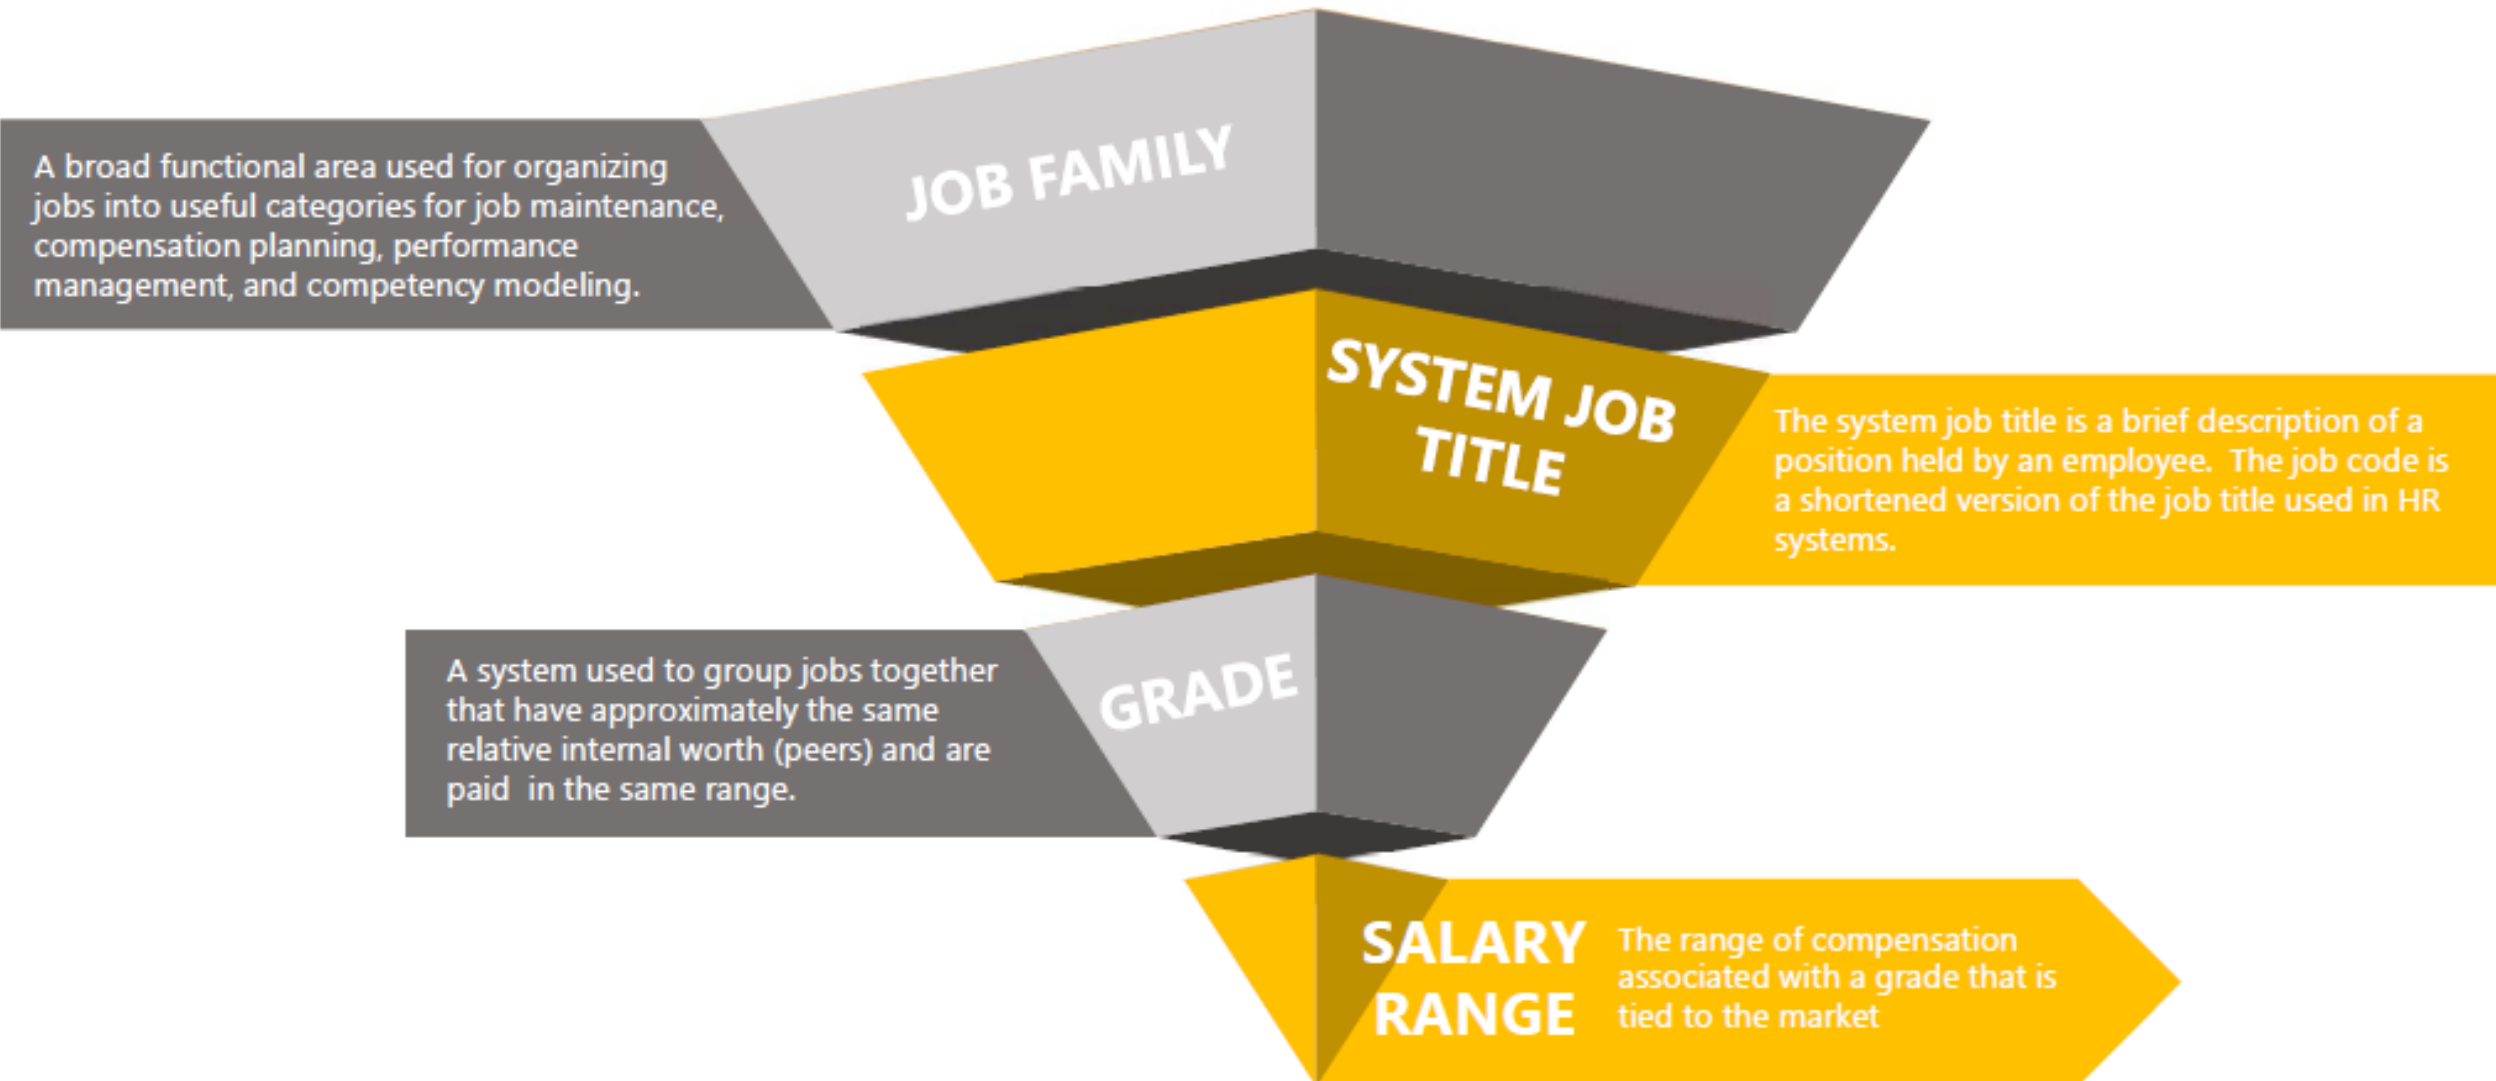 JOB FAMILY
A broad functional area used for organizing
jobs into useful categories for job maintenance,
compensation planning, performance
management, and competency modeling.
SYSTEM JOB
TITLE
The system job title is a brief description of a
position held by an employee.  The job code is
a shortened version of the job title used in HR
systems.
GRADE
A system used to group jobs together
that have approximately the same
relative internal worth (peers) and are
paid  in the same range.
SALARY
RANGE
The range of compensation
associated with a grade that is
tied to the market